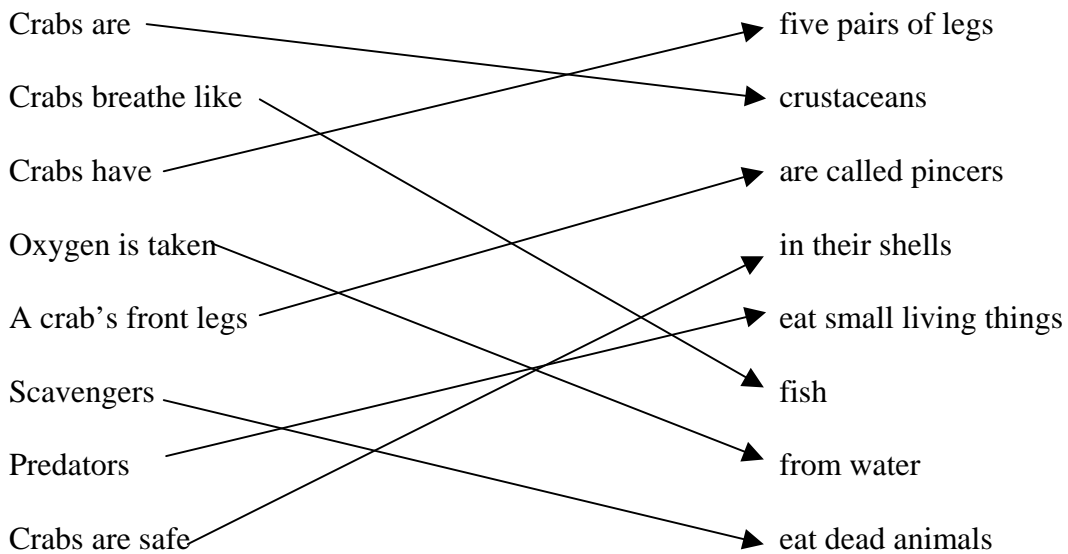 Crabs are five pairs of legs
Crabs breathe like crustaceans
Crabs have are called pincers
Oxygen is taken in their shells
A crab’s front legs eat small living things
Scavengers fish
Predators from water
Crabs are safe eat dead animals